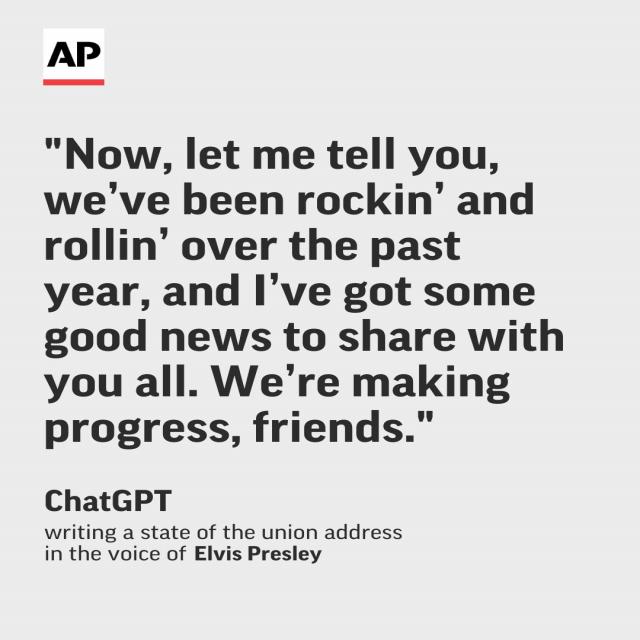 AP
"Now, let me tell you,
we’ve been rockin’ and
rollin’ over the past
year, and I’ve got some
good news to share with
you all. We’re making
progress, friends."
ChatGPT
writing a state of the union address
in the voice of Elvis Presley